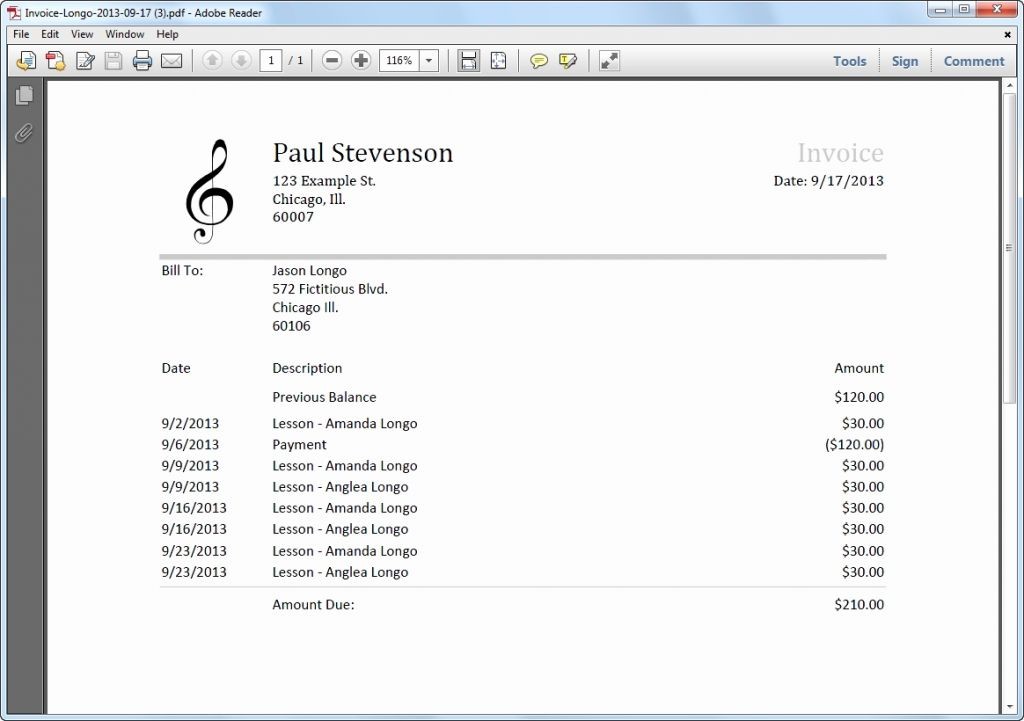 Invoice-Longo-2013-09-17 (3).pdf - Adobe Reader
File Edit View Window Help
1 / 1 116% Tools Sign Comment
Paul Stevenson Invoice
123 Example St. Date: 9/17/2013
Chicago, Ill.
60007
Bill To: Jason Longo
572 Fictitious Blvd.
Chicago Ill.
60106
Date Description Amount
Previous Balance $120.00
9/2/2013 Lesson - Amanda Longo $30.00
9/6/2013 Payment ($120.00)
9/9/2013 Lesson - Amanda Longo $30.00
9/9/2013 Lesson - Anglea Longo $30.00
9/16/2013 Lesson - Amanda Longo $30.00
9/16/2013 Lesson - Anglea Longo $30.00
9/23/2013 Lesson - Amanda Longo $30.00
9/23/2013 Lesson - Anglea Longo $30.00
Amount Due: $210.00